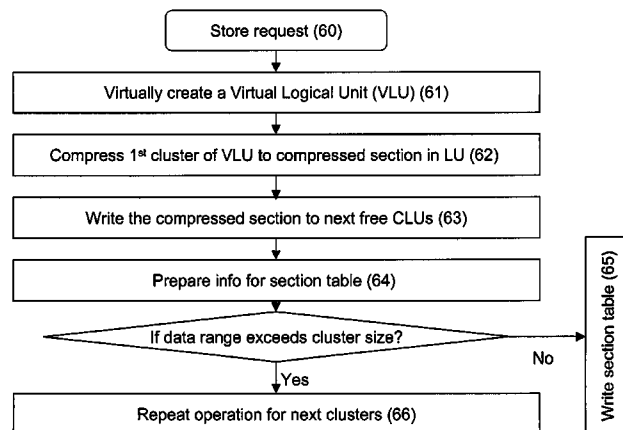 Store request (60)
Virtually create a Virtual Logical Unit (VLU) (61)
Compress 1st cluster of VLU to compressed section in LU (62)
Write the compressed section to next free CLUs (63)
Prepare info for section table (64)
If data range exceeds cluster size?
No
Write section table (65)
Yes
Repeat operation for next clusters (66)